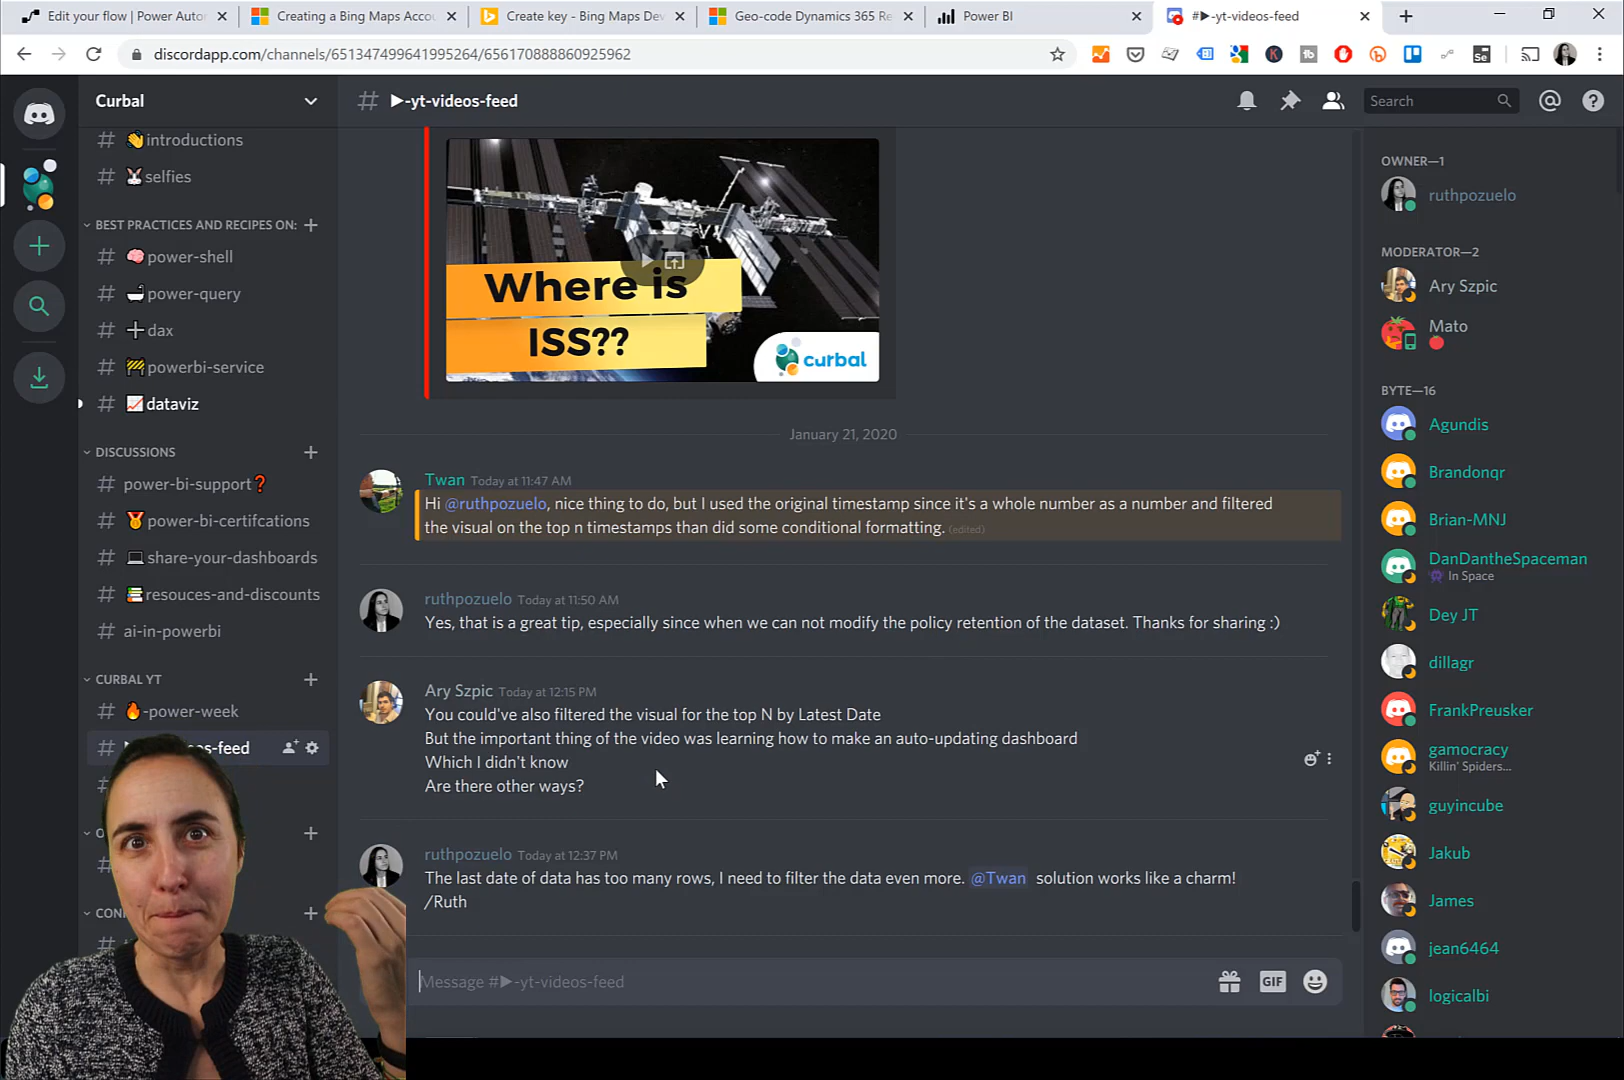 Edit your flow | Power Autor
Creating a Bing Maps Accou
Create key - Bing Maps Dev
Geo-code Dynamics 365 Re
Power BI
#▶-yt-videos-feed
discordapp.com/channels/651347499641995264/656170888860925962
Curbal
# 👋introductions
# 🐰selfies
BEST PRACTICES AND RECIPES ON:
# 🧠power-shell
# 🛁power-query
# ➕dax
# 🚧powerbi-service
# 📈dataviz
DISCUSSIONS
power-bi-support❓
# 🏅power-bi-certifcations
# 💻share-your-dashboards
# 📚resouces-and-discounts
ai-in-powerbi
CURBAL YT
# 🔥-power-week
os-feed
# ▶-yt-videos-feed
Search
Where is
ISS??
curbal
January 21, 2020
Twan Today at 11:47 AM
Hi @ruthpozuelo, nice thing to do, but I used the original timestamp since it's a whole number as a number and filtered
the visual on the top n timestamps than did some conditional formatting. (edited)
ruthpozuelo Today at 11:50 AM
Yes, that is a great tip, especially since when we can not modify the policy retention of the dataset. Thanks for sharing :)
Ary Szpic Today at 12:15 PM
You could've also filtered the visual for the top N by Latest Date
But the important thing of the video was learning how to make an auto-updating dashboard
Which I didn't know
Are there other ways?
ruthpozuelo Today at 12:37 PM
The last date of data has too many rows, I need to filter the data even more. @Twan solution works like a charm!
/Ruth
Message #▶-yt-videos-feed
GIF
OWNER—1
ruthpozuelo
MODERATOR—2
Ary Szpic
Mato
BYTE—16
Agundis
Brandonqr
Brian-MNJ
DanDantheSpaceman
In Space
Dey JT
dillagr
FrankPreusker
gamocracy
Killin' Spiders...
guyincube
Jakub
James
jean6464
logicalbi